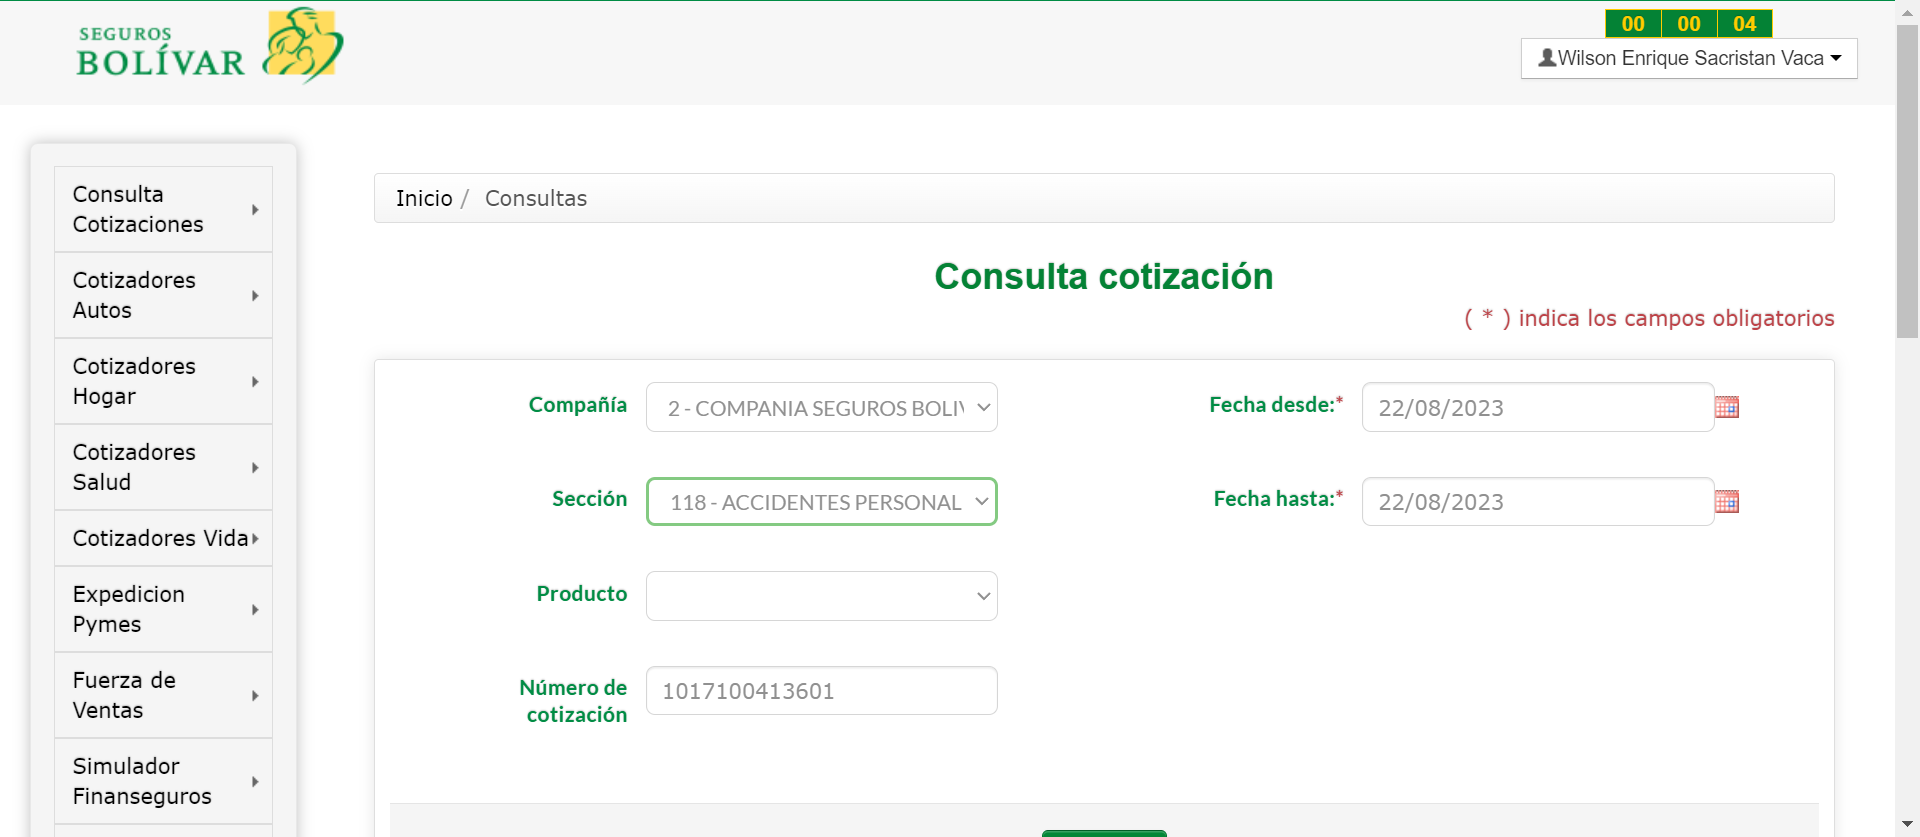 SEGUROS
BOLÍVAR
00 00 04
Wilson Enrique Sacristan Vaca
Consulta
Cotizaciones
Cotizadores
Autos
Cotizadores
Hogar
Cotizadores
Salud
Cotizadores Vida
Expedicion
Pymes
Fuerza de
Ventas
Simulador
Finanseguros
Inicio / Consultas
Consulta cotización
( * ) indica los campos obligatorios
Compañía 2 - COMPANIA SEGUROS
Fecha desde:* 22/08/2023
Sección 118 - ACCIDENTES PERSONAL
Fecha hasta:* 22/08/2023
Producto
Número de
cotización
1017100413601